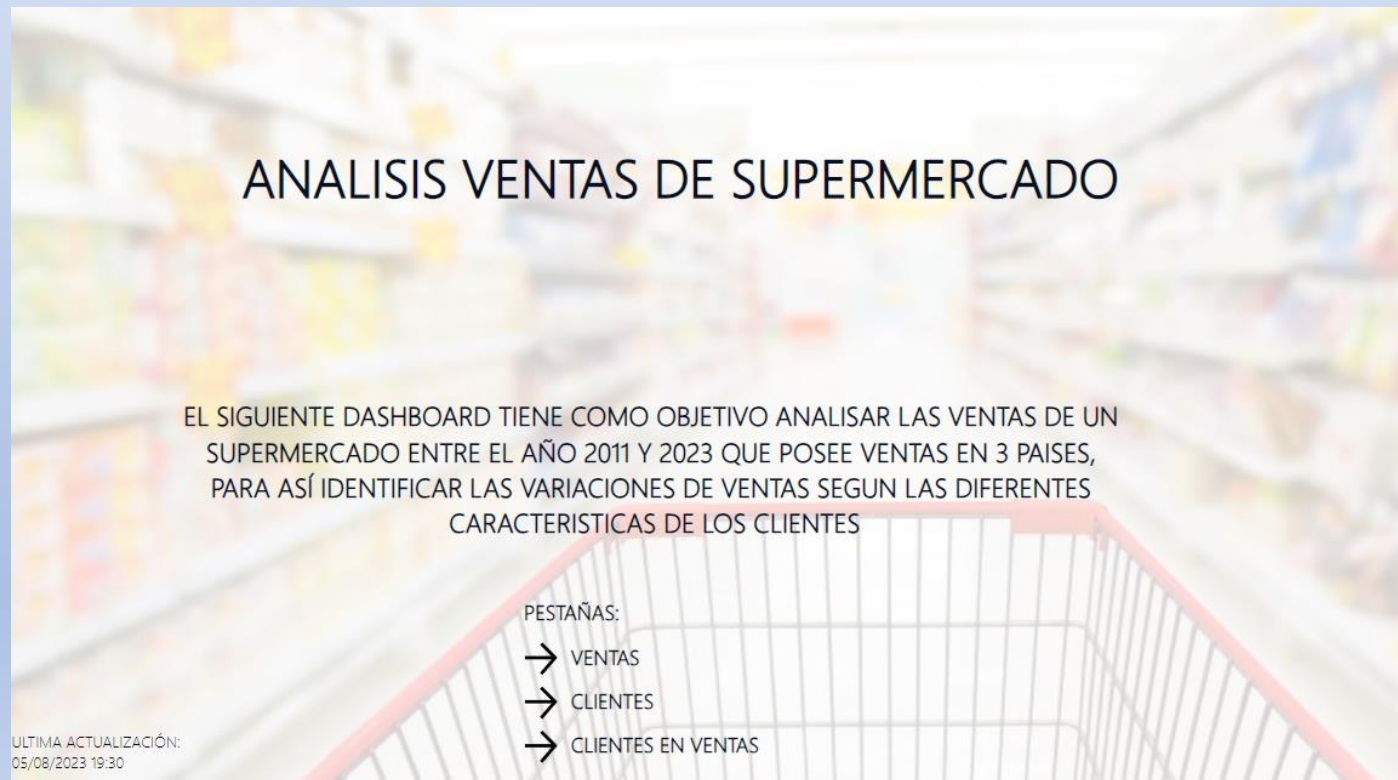 ANALISIS VENTAS DE SUPERMERCADO
EL SIGUIENTE DASHBOARD TIENE COMO OBJETIVO ANALISAR LAS VENTAS DE UN
SUPERMERCADO ENTRE EL AÑO 2011 Y 2023 QUE POSEE VENTAS EN 3 PAISES,
PARA ASÍ IDENTIFICAR LAS VARIACIONES DE VENTAS SEGUN LAS DIFERENTES
CARACTERISTICAS DE LOS CLIENTES
PESTAÑAS:
VENTAS
CLIENTES
CLIENTES EN VENTAS
ULTIMA ACTUALIZACIÓN:
05/08/2023 19:30